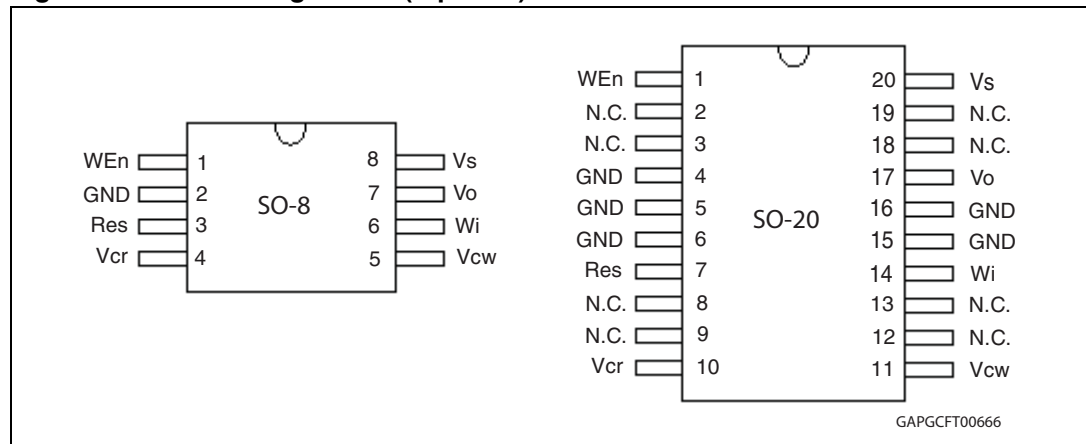 WEn 1 8 Vs
GND 2 7 Vo
Res 3 6 Wi
Vcr 4 5 Vcw
SO-8
WEn 1 20 Vs
N.C. 2 19 N.C.
N.C. 3 18 N.C.
GND 4 17 Vo
GND 5 16 GND
GND 6 15 GND
Res 7 14 Wi
N.C. 8 13 N.C.
N.C. 9 12 N.C.
Vcr 10 11 Vcw
SO-20
GAPGCFT00666